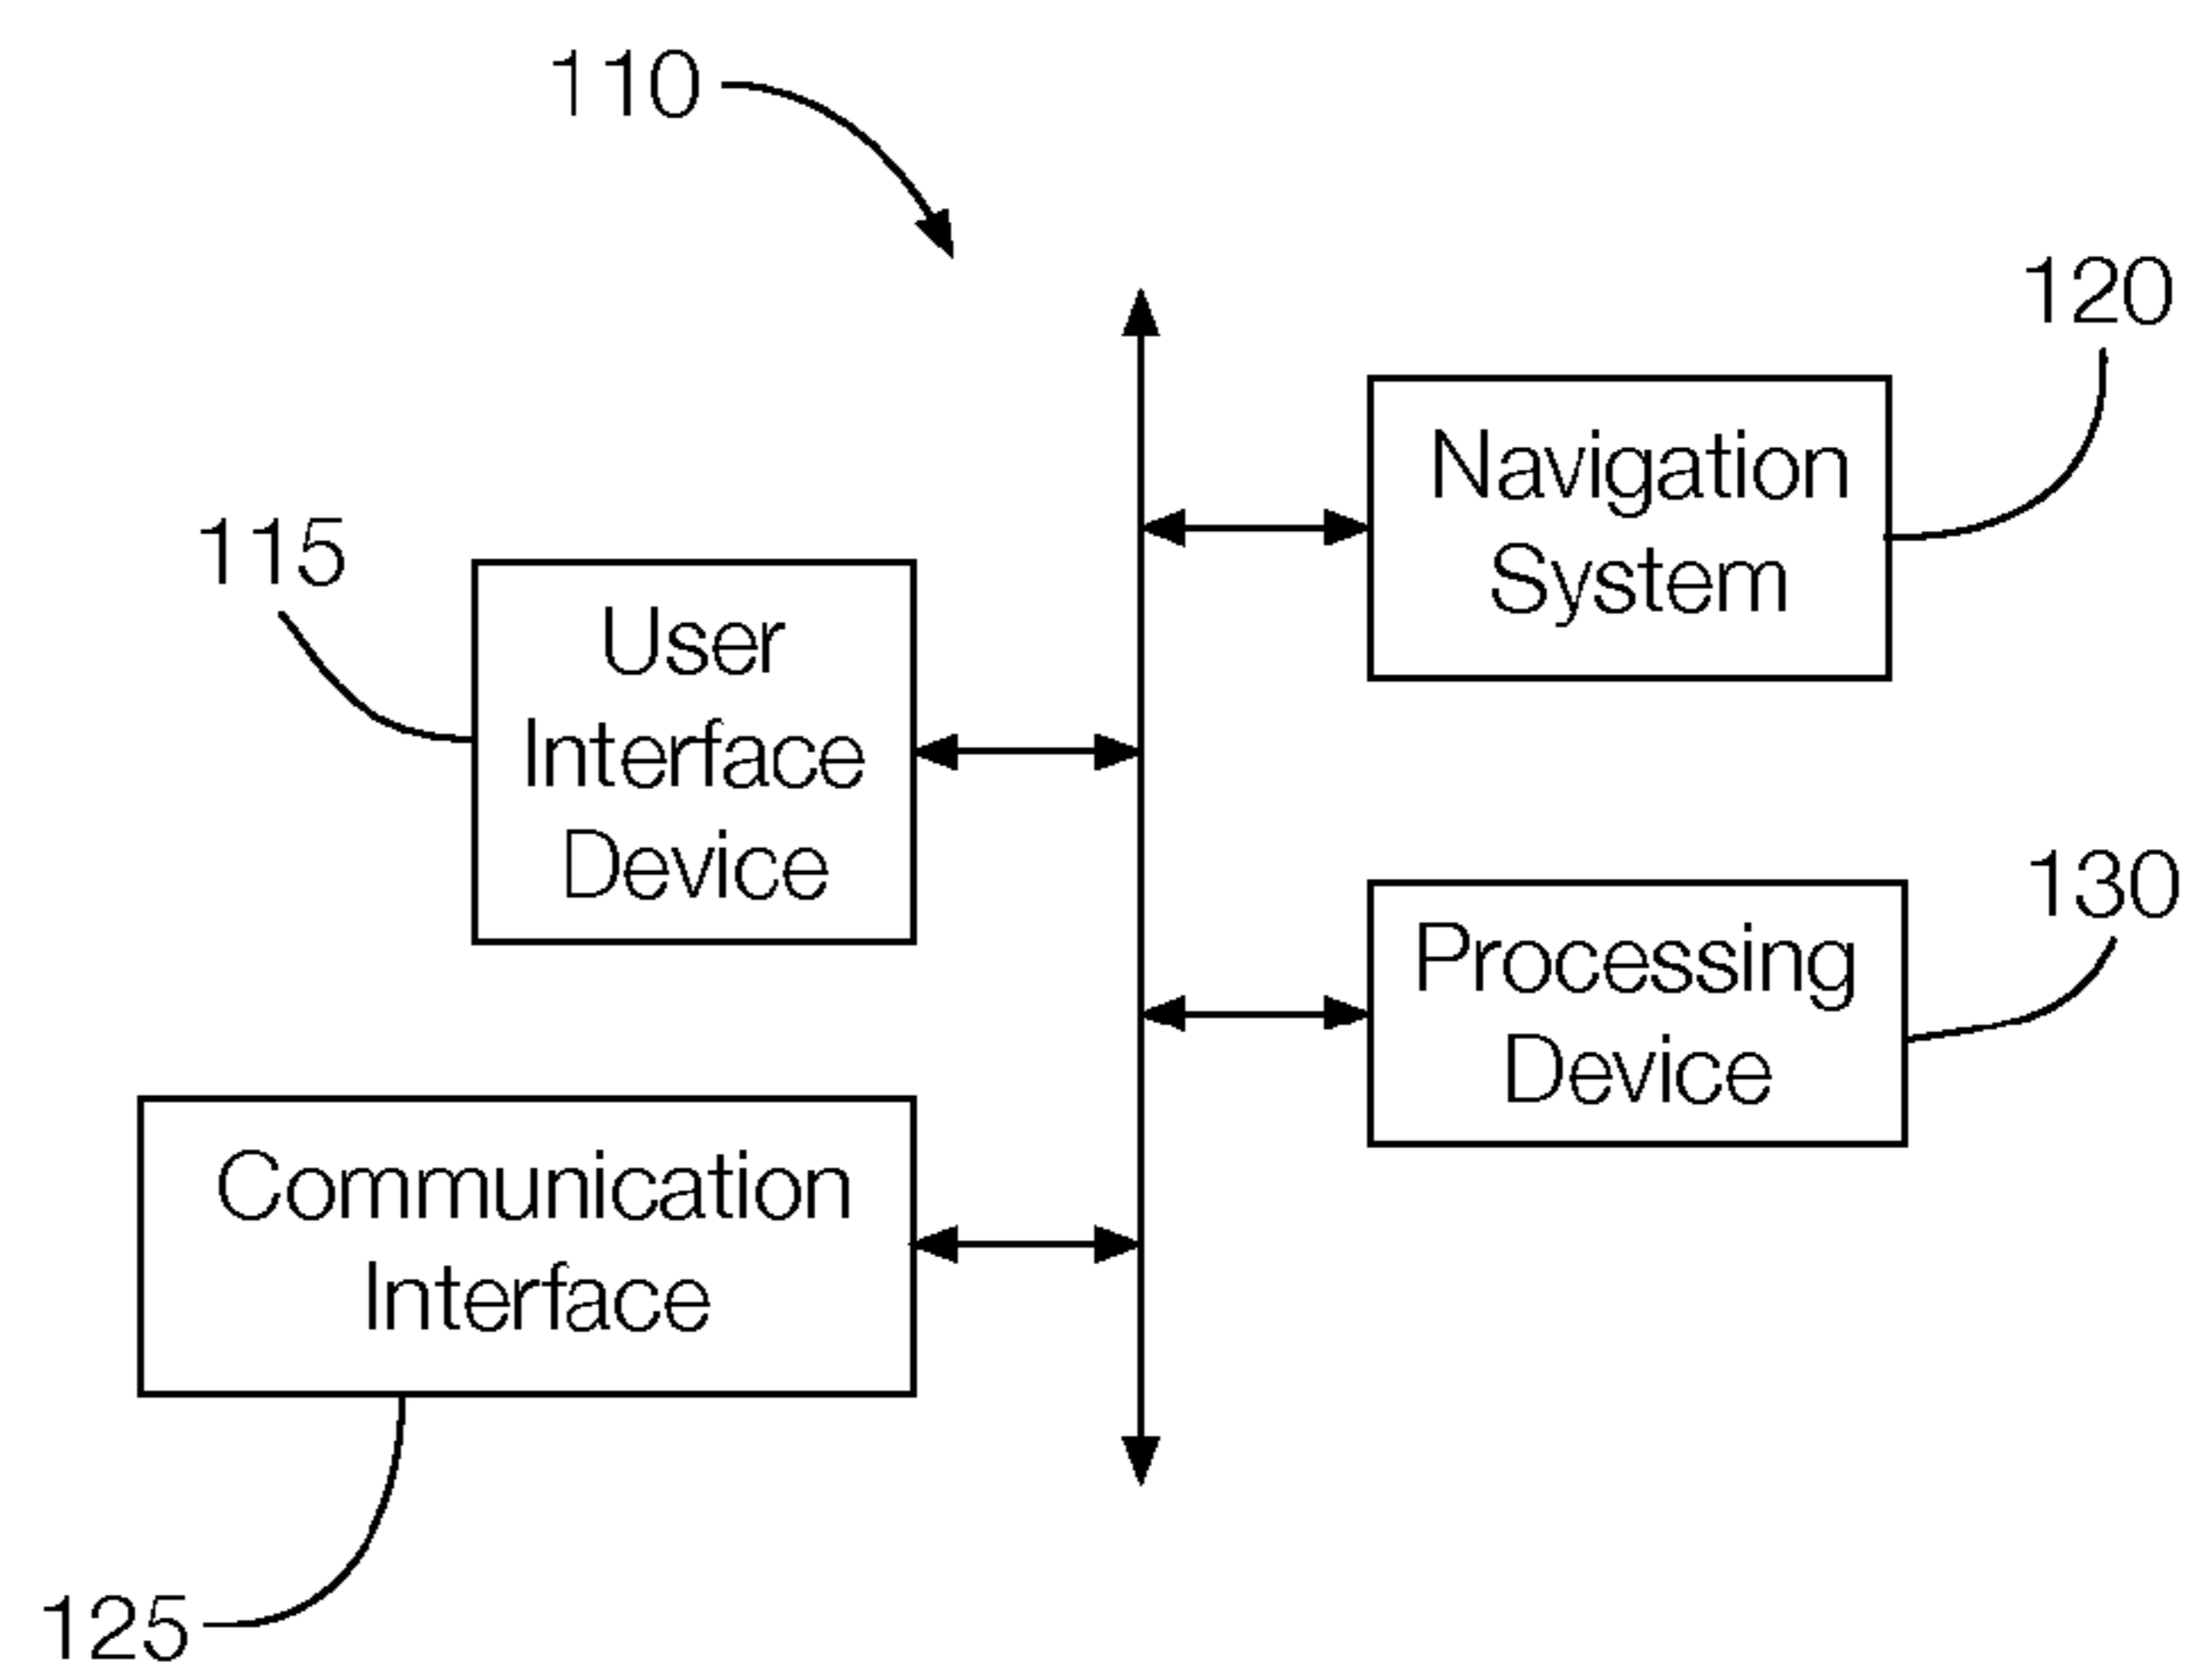 110
120
Navigation
System
115
User
Interface
Device
130
Processing
Device
Communication
Interface
125